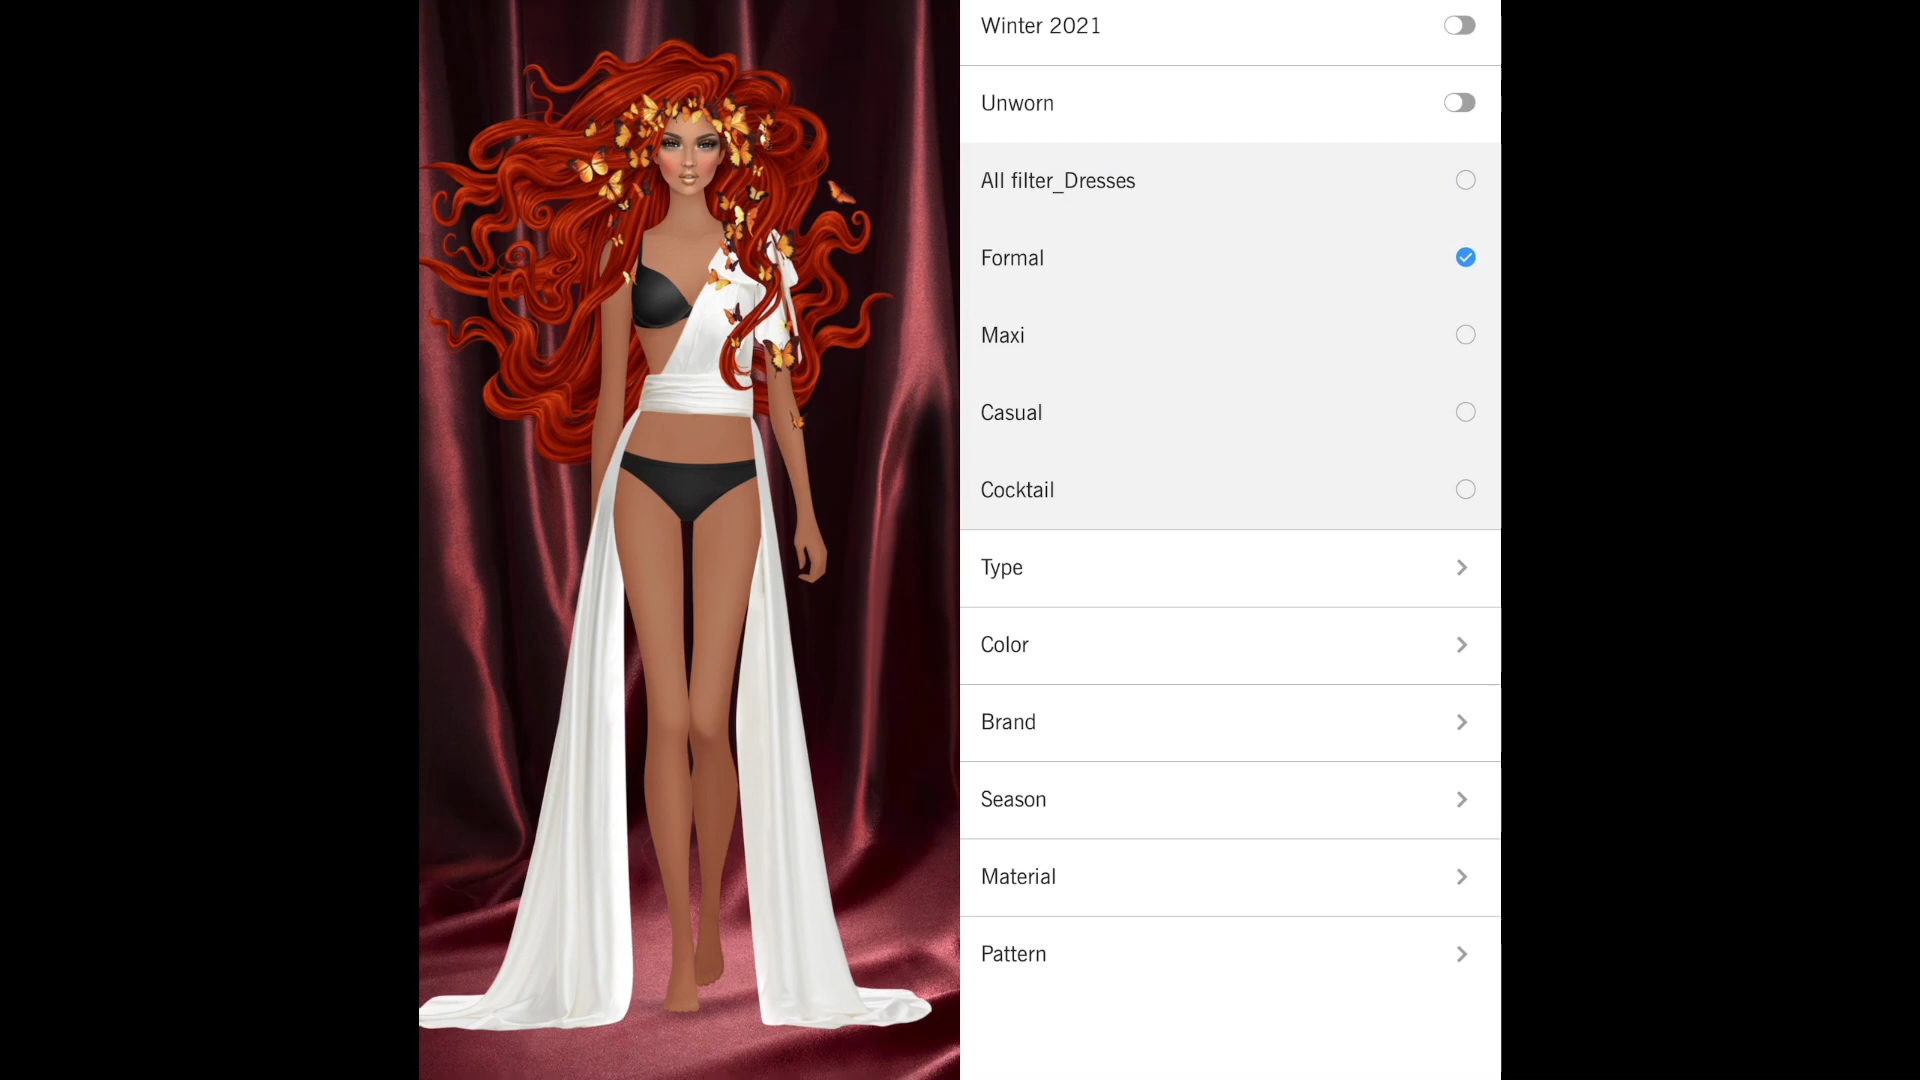 Winter 2021
Unworn
All filter_Dresses
Formal
Maxi
Casual
Cocktail
Type
Color
Brand
Season
Material
Pattern